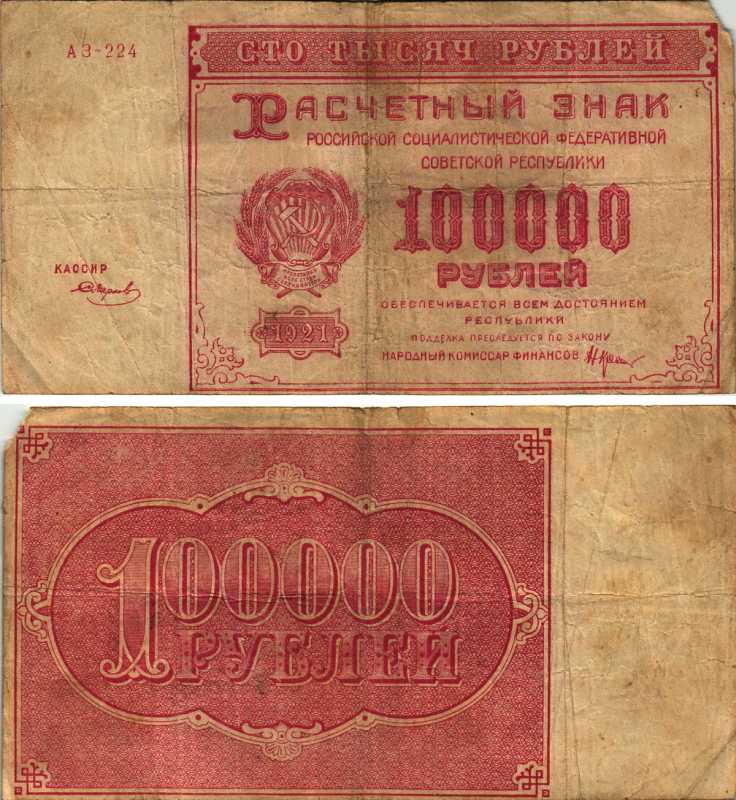 АЗ-224
СТО ТЫСЯЧ РУБЛЕЙ
РАСЧЕТНЫЙ ЗНАК
РОССИЙСКОЙ СОЦИАЛИСТИЧЕСКОЙ ФЕДЕРАТИВНОЙ
СОВЕТСКОЙ РЕСПУБЛИКИ
100000
РУБЛЕЙ
КАССИР
1921
ОБЕСПЕЧИВАЕТСЯ ВСЕМ ДОСТОЯНИЕМ
РЕСПУБЛИКИ
ПОДДЕЛКА ПРЕСЛЕДУЕТСЯ ПО ЗАКОНУ
НАРОДНЫЙ КОМИССАР ФИНАНСОВ
100000
РУБЛЕЙ